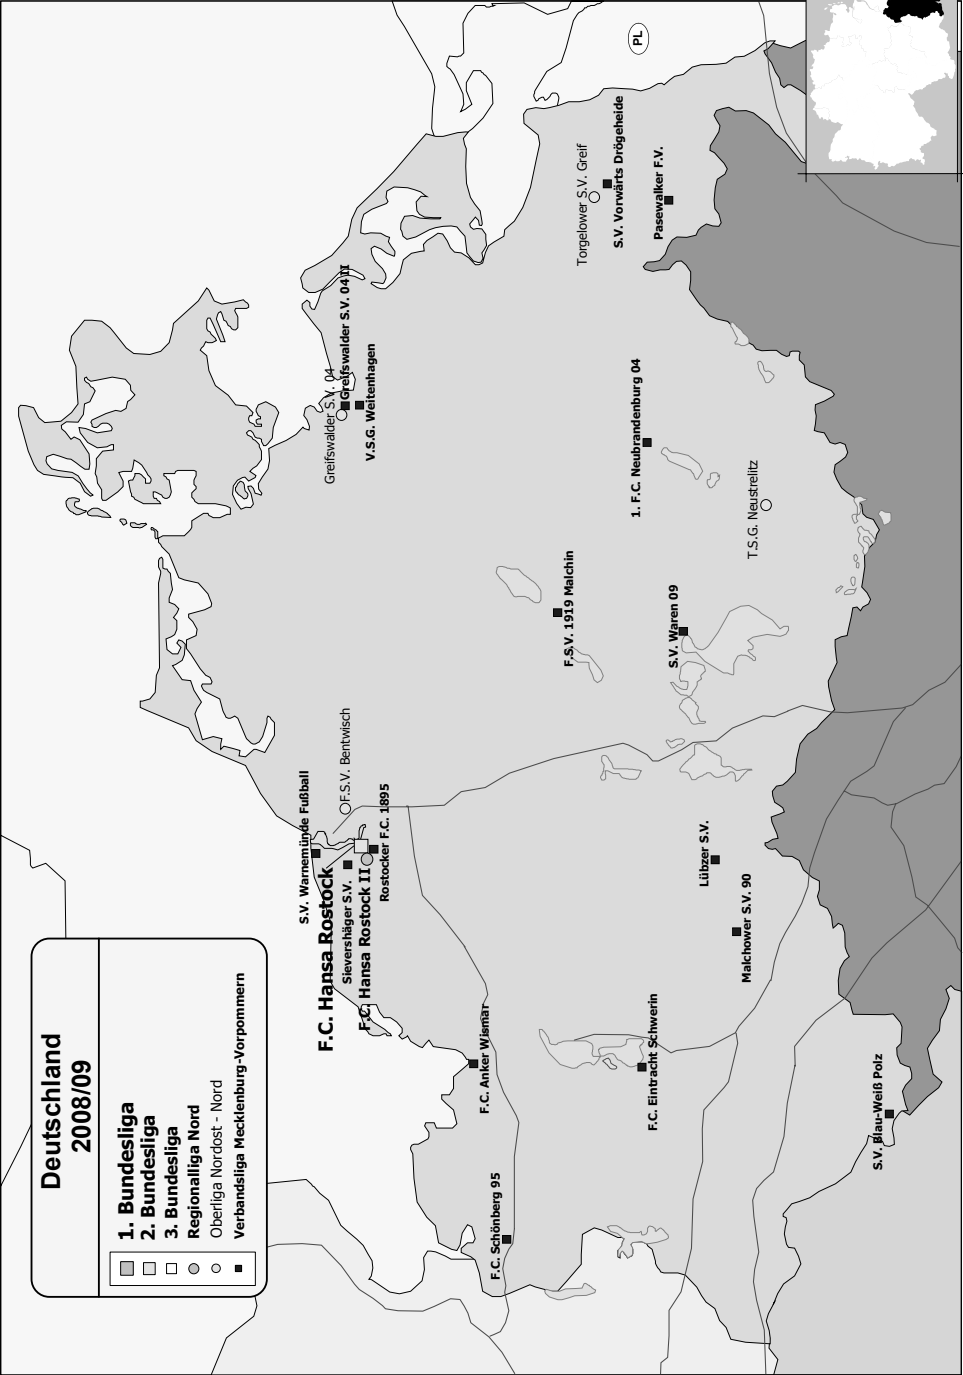 Deutschland
2008/09
1. Bundesliga
2. Bundesliga
3. Bundesliga
Regionalliga Nord
Oberliga Nordost - Nord
Verbandsliga Mecklenburg-Vorpommern
F.C. Schönberg 95
F.C. Anker Wismar
F.C. Eintracht Schwerin
S.V. Blau-Weiß Polz
S.V. Warnemünde Fußball
F.C. Hansa Rostock
Sievershäger S.V.
F.C. Hansa Rostock II
Rostocker F.C. 1895
F.S.V. Bentwisch
Lübzer S.V.
Malchower S.V. 90
F.S.V. 1919 Malchin
S.V. Waren 09
T.S.G. Neustrelitz
1. F.C. Neubrandenburg 04
Greifswalder S.V. 04
Greifswalder S.V. 04 II
V.S.G. Weitenhagen
Torgelower S.V. Greif
S.V. Vorwärts Drögeheide
Pasewalker F.V.
PL